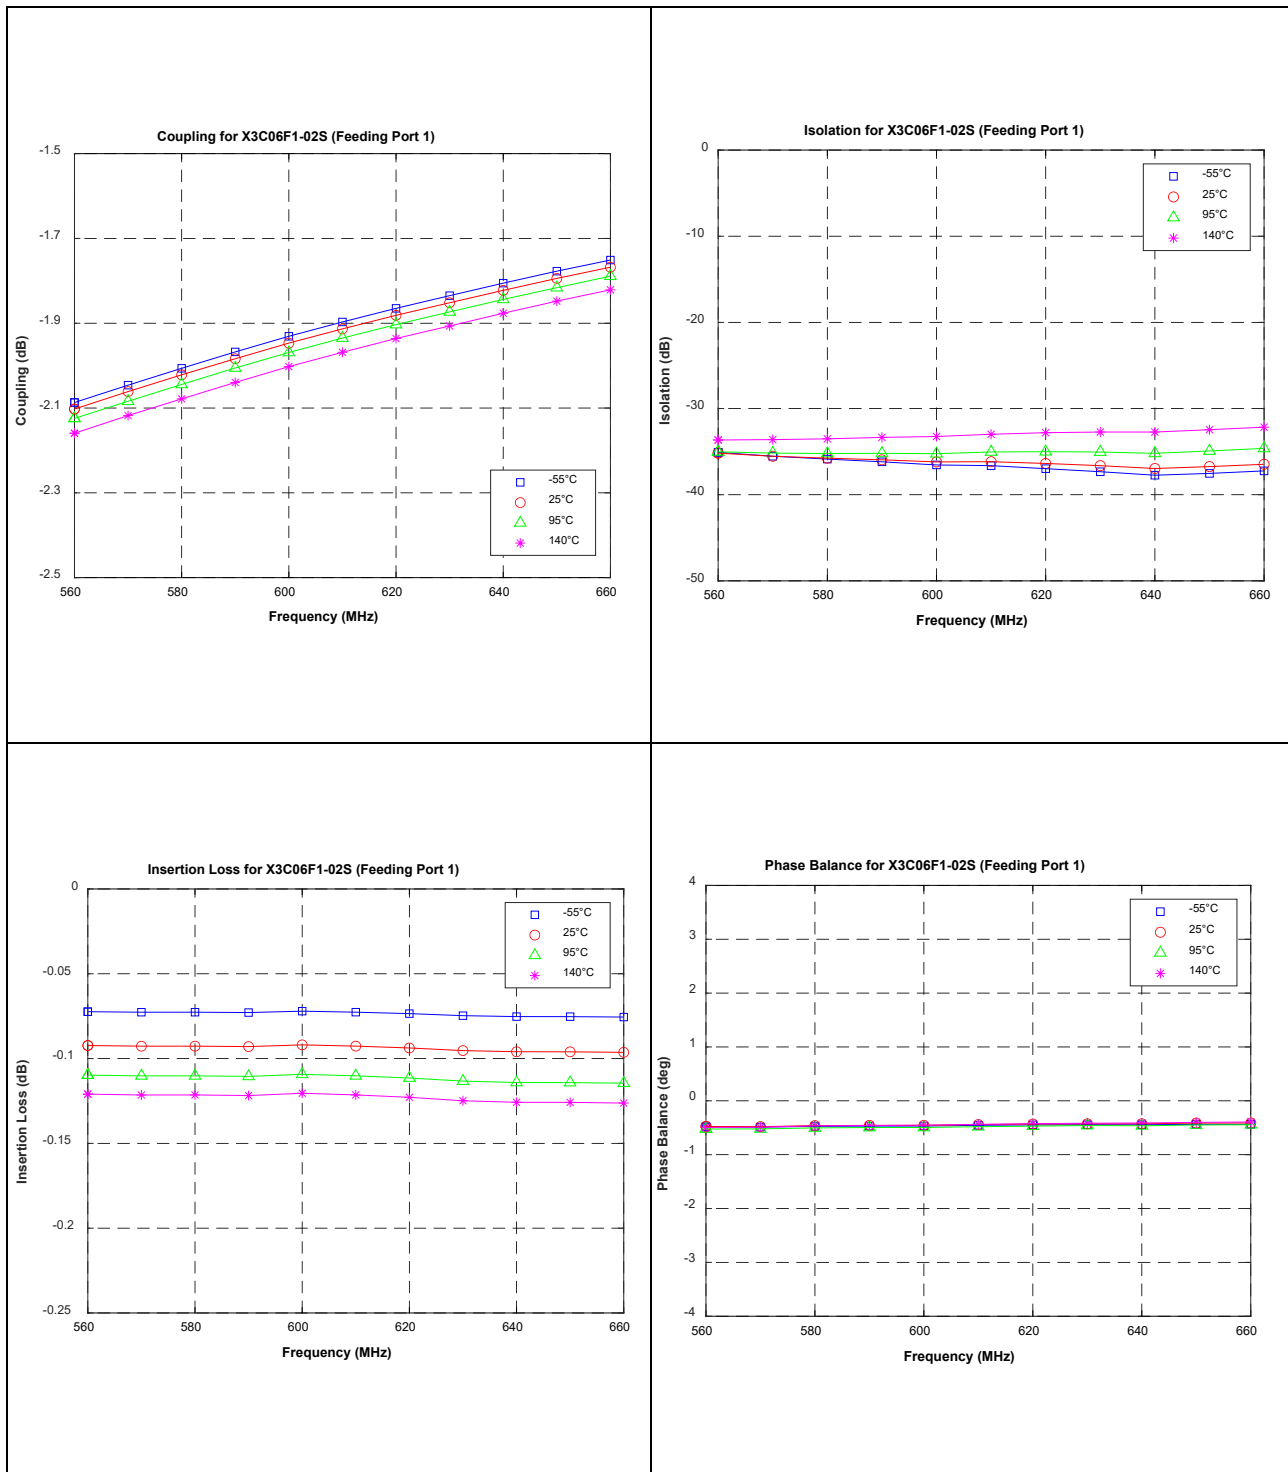 Coupling for X3C06F1-02S (Feeding Port 1)
-1.5
-1.7
-1.9
-2.1
-2.3
-2.5
Coupling (dB)
-55°C
25°C
95°C
140°C
560
580
600
620
640
660
Frequency (MHz)
Isolation for X3C06F1-02S (Feeding Port 1)
0
-10
-20
-30
-40
-50
Isolation (dB)
-55°C
25°C
95°C
140°C
560
580
600
620
640
660
Frequency (MHz)
Insertion Loss for X3C06F1-02S (Feeding Port 1)
0
-0.05
-0.1
-0.15
-0.2
-0.25
Insertion Loss (dB)
-55°C
25°C
95°C
140°C
560
580
600
620
640
660
Frequency (MHz)
Phase Balance for X3C06F1-02S (Feeding Port 1)
4
3
2
1
0
-1
-2
-3
-4
Phase Balance (deg)
-55°C
25°C
95°C
140°C
560
580
600
620
640
660
Frequency (MHz)